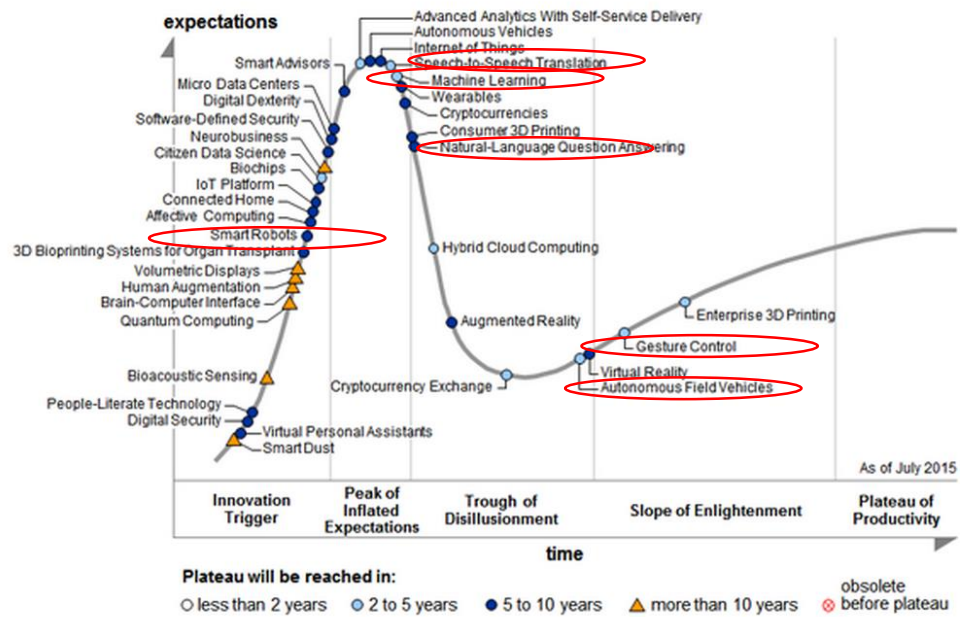 expectations
Advanced Analytics With Self-Service Delivery
Autonomous Vehicles
Internet of Things
Speech-to-Speech Translation
Machine Learning
Wearables
Cryptocurrencies
Consumer 3D Printing
Natural-Language Question Answering
Smart Advisors
Micro Data Centers
Digital Dexterity
Software-Defined Security
Neurobusiness
Citizen Data Science
Biochips
IoT Platform
Connected Home
Affective Computing
Smart Robots
3D Bioprinting Systems for Organ Transplant
Volumetric Displays
Human Augmentation
Brain-Computer Interface
Quantum Computing
Bioacoustic Sensing
People-Literate Technology
Digital Security
Virtual Personal Assistants
Smart Dust
Hybrid Cloud Computing
Augmented Reality
Cryptocurrency Exchange
Enterprise 3D Printing
Gesture Control
Virtual Reality
Autonomous Field Vehicles
As of July 2015
Innovation
Trigger
Peak of
Inflated
Expectations
Trough of
Disillusionment
Slope of Enlightenment
Plateau of
Productivity
time
Plateau will be reached in:
less than 2 years
2 to 5 years
5 to 10 years
more than 10 years
obsolete
before plateau